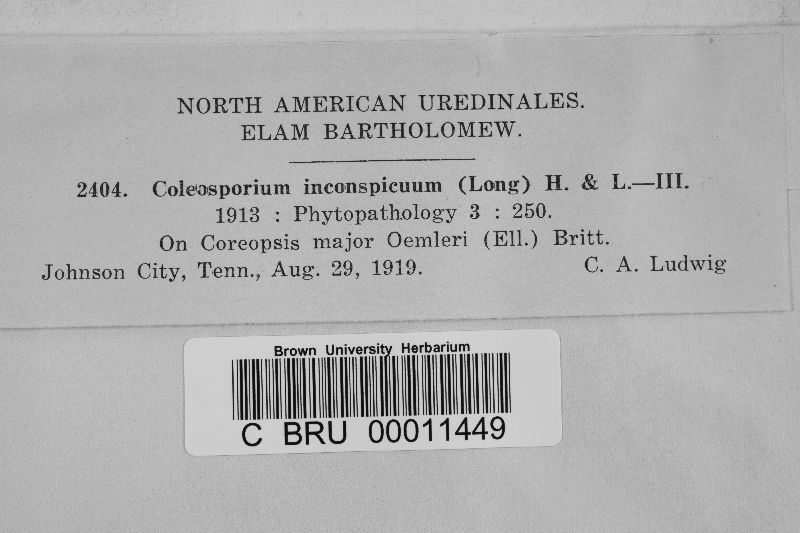 NORTH AMERICAN UREDINALES.
ELAM BARTHOLOMEW.
2404. Coleosporium inconspicuum (Long) H. & L.—III.
1913 : Phytopathology 3 : 250.
On Coreopsis major Oemleri (Ell.) Britt.
Johnson City, Tenn., Aug. 29, 1919. C. A. Ludwig
Brown University Herbarium
C BRU 00011449